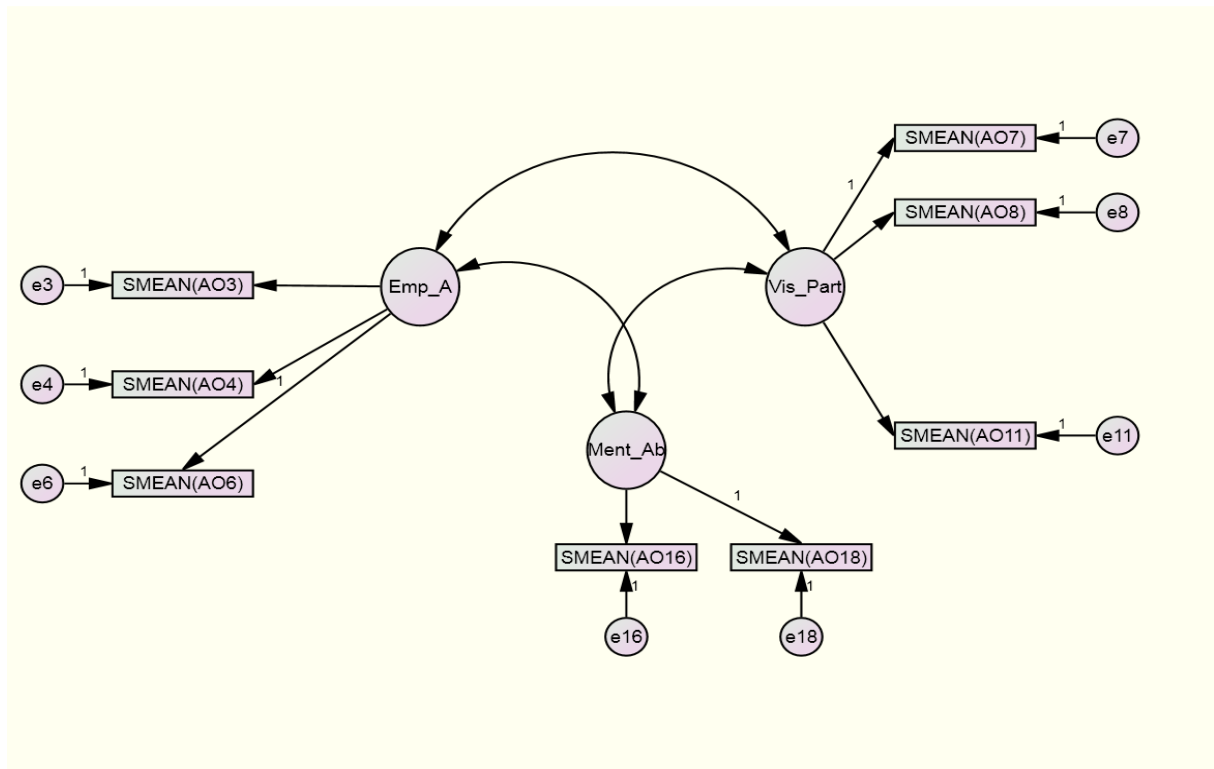 SMEAN(AO7)
1
e7
1
SMEAN(AO8)
1
e8
Emp_A
Vis_Part
e3
1
SMEAN(AO3)
e4
1
SMEAN(AO4)
1
e6
1
SMEAN(AO6)
SMEAN(AO11)
1
e11
Ment_Ab
1
SMEAN(AO16)
SMEAN(AO18)
1
1
e16
e18